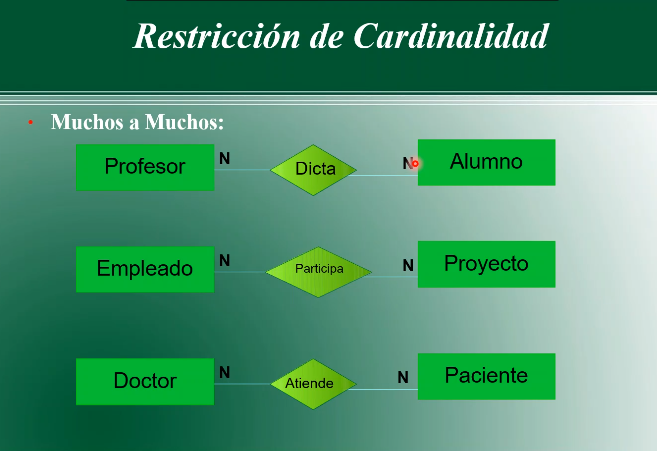 Restricción de Cardinalidad
• Muchos a Muchos:
Profesor N Dicta N Alumno
Empleado N Participa N Proyecto
Doctor N Atiende N Paciente